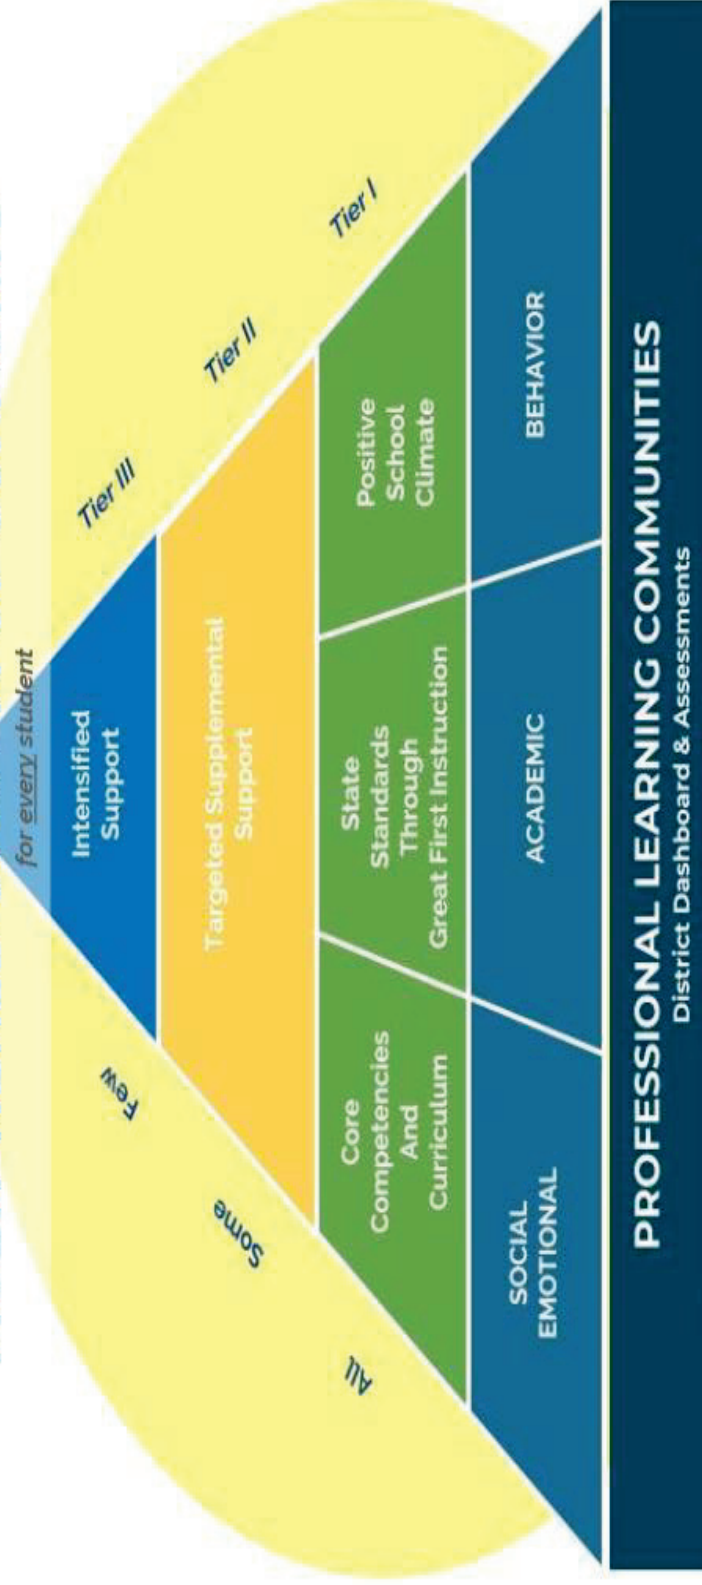 for every student
Intensified
Support
Targeted Supplemental
Support
Few
Some
All
Tier III
Tier II
Tier I
Core
Competencies
And
Curriculum
State
Standards
Through
Great First Instruction
Positive
School
Climate
SOCIAL
EMOTIONAL
ACADEMIC
BEHAVIOR
PROFESSIONAL LEARNING COMMUNITIES
District Dashboard & Assessments